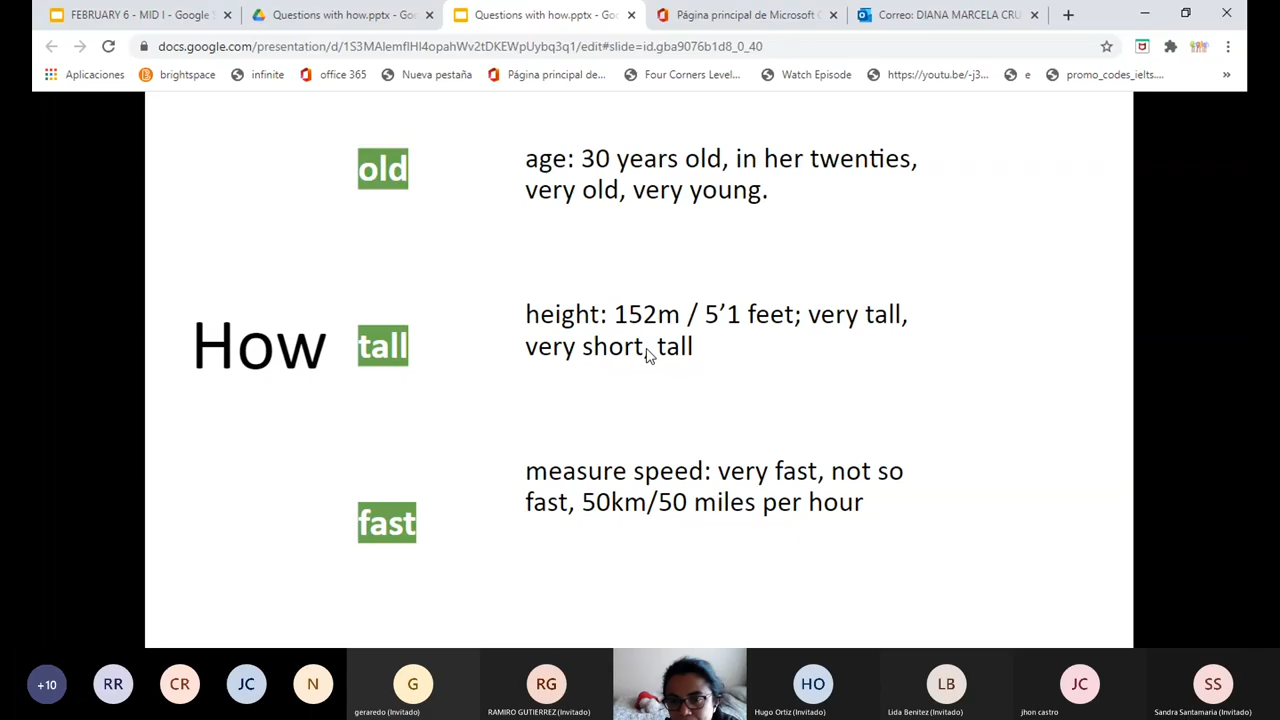 FEBRUARY 6 - MID I - Google S
Questions with how.pptx - Goo
Questions with how.pptx - Goo
Página principal de Microsoft O
Correo: DIANA MARCELA CRU
docs.google.com/presentation/d/1S3MAlemflHl4opahWv2tDKEWpUybq3q1/edit#slide=id.gba9076b1d8_0_40
Aplicaciones
brightspace
infinite
office 365
Nueva pestaña
Página principal de...
Four Corners Level...
Watch Episode
https://youtu.be/-j3...
e
promo_codes_ielts....
»
old
age: 30 years old, in her twenties,
very old, very young.
How
tall
height: 152m / 5’1 feet; very tall,
very short, tall
fast
measure speed: very fast, not so
fast, 50km/50 miles per hour
+10
RR
CR
JC
N
G
geraredo (Invitado)
RG
RAMIRO GUTIERREZ (Invitado)
HO
Hugo Ortiz (Invitado)
LB
Lida Benitez (Invitado)
JC
jhon castro
SS
Sandra Santamaria (Invitado)